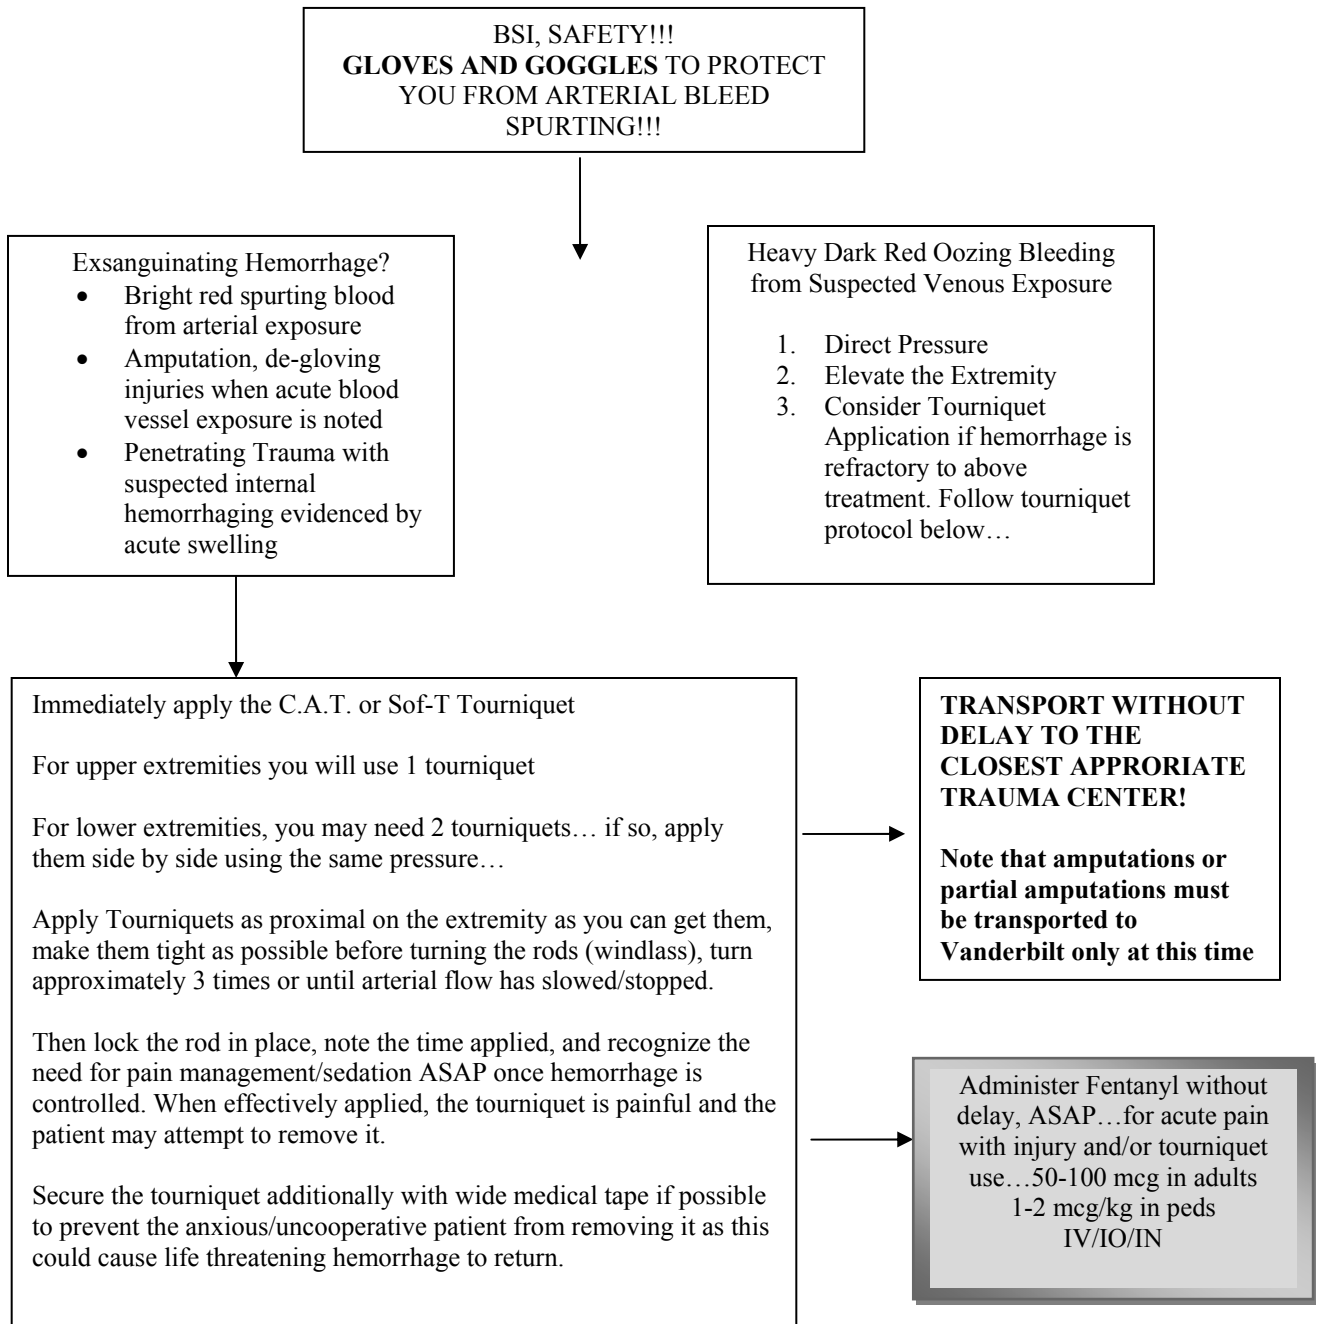 BSI, SAFETY!!!
GLOVES AND GOGGLES TO PROTECT
YOU FROM ARTERIAL BLEED
SPURTING!!!
Exsanguinating Hemorrhage?
• Bright red spurting blood
from arterial exposure
• Amputation, de-gloving
injuries when acute blood
vessel exposure is noted
• Penetrating Trauma with
suspected internal
hemorrhaging evidenced by
acute swelling
Heavy Dark Red Oozing Bleeding
from Suspected Venous Exposure
1. Direct Pressure
2. Elevate the Extremity
3. Consider Tourniquet
Application if hemorrhage is
refractory to above
treatment. Follow tourniquet
protocol below…
Immediately apply the C.A.T. or Sof-T Tourniquet
For upper extremities you will use 1 tourniquet
For lower extremities, you may need 2 tourniquets… if so, apply
them side by side using the same pressure…
Apply Tourniquets as proximal on the extremity as you can get them,
make them tight as possible before turning the rods (windlass), turn
approximately 3 times or until arterial flow has slowed/stopped.
Then lock the rod in place, note the time applied, and recognize the
need for pain management/sedation ASAP once hemorrhage is
controlled. When effectively applied, the tourniquet is painful and the
patient may attempt to remove it.
Secure the tourniquet additionally with wide medical tape if possible
to prevent the anxious/uncooperative patient from removing it as this
could cause life threatening hemorrhage to return.
TRANSPORT WITHOUT
DELAY TO THE
CLOSEST APPRORIATE
TRAUMA CENTER!
Note that amputations or
partial amputations must
be transported to
Vanderbilt only at this time
Administer Fentanyl without
delay, ASAP…for acute pain
with injury and/or tourniquet
use…50-100 mcg in adults
1-2 mcg/kg in peds
IV/IO/IN